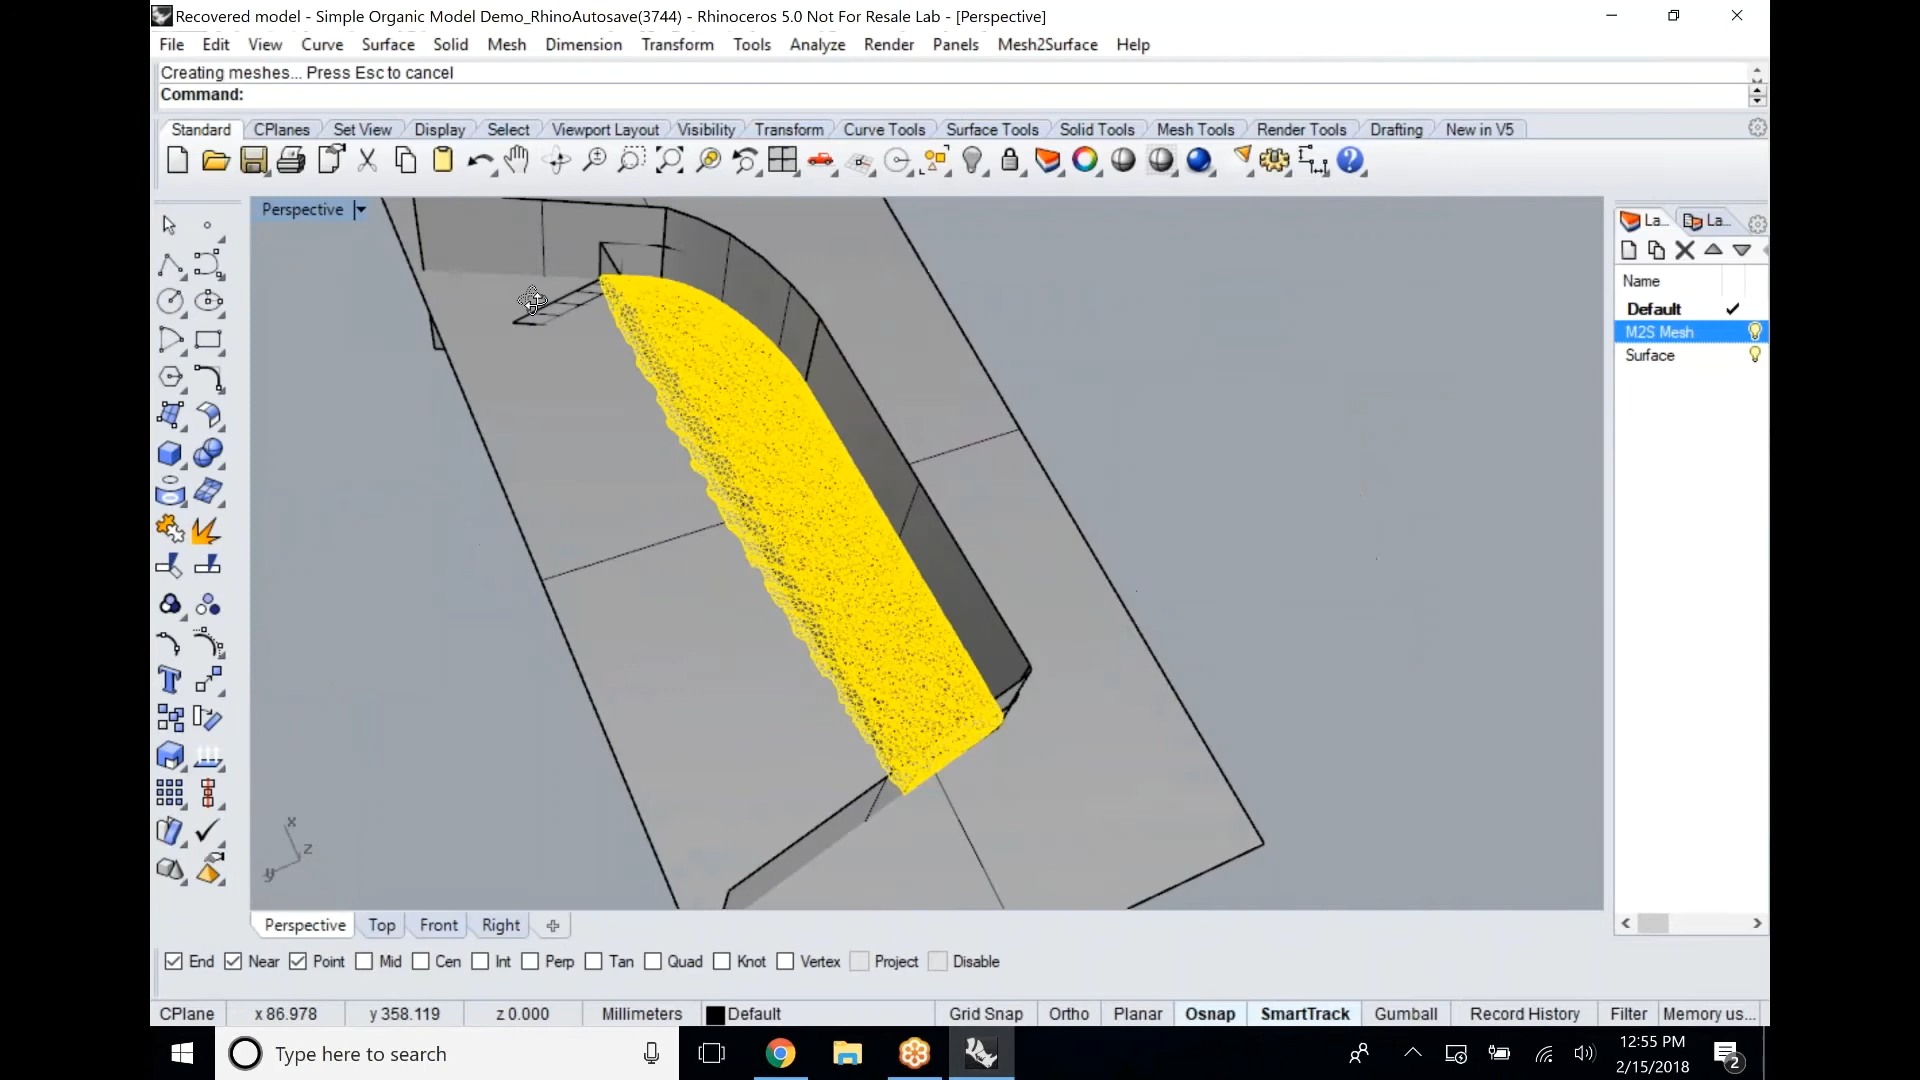 Recovered model - Simple Organic Model Demo_RhinoAutosave(3744) - Rhinoceros 5.0 Not For Resale Lab - [Perspective]
File Edit View Curve Surface Solid Mesh Dimension Transform Tools Analyze Render Panels Mesh2Surface Help
Creating meshes... Press Esc to cancel
Command:
Standard CPlanes Set View Display Select Viewport Layout Visibility Transform Curve Tools Surface Tools Solid Tools Mesh Tools Render Tools Drafting New in V5
Perspective
La... La...
Name
Default
M2S Mesh
Surface
x
z
y
Perspective Top Front Right
End Near Point Mid Cen Int Perp Tan Quad Knot Vertex Project Disable
CPlane x 86.978 y 358.119 z 0.000 Millimeters Default Grid Snap Ortho Planar Osnap SmartTrack Gumball Record History Filter Memory us...
Type here to search
12:55 PM
2/15/2018
2